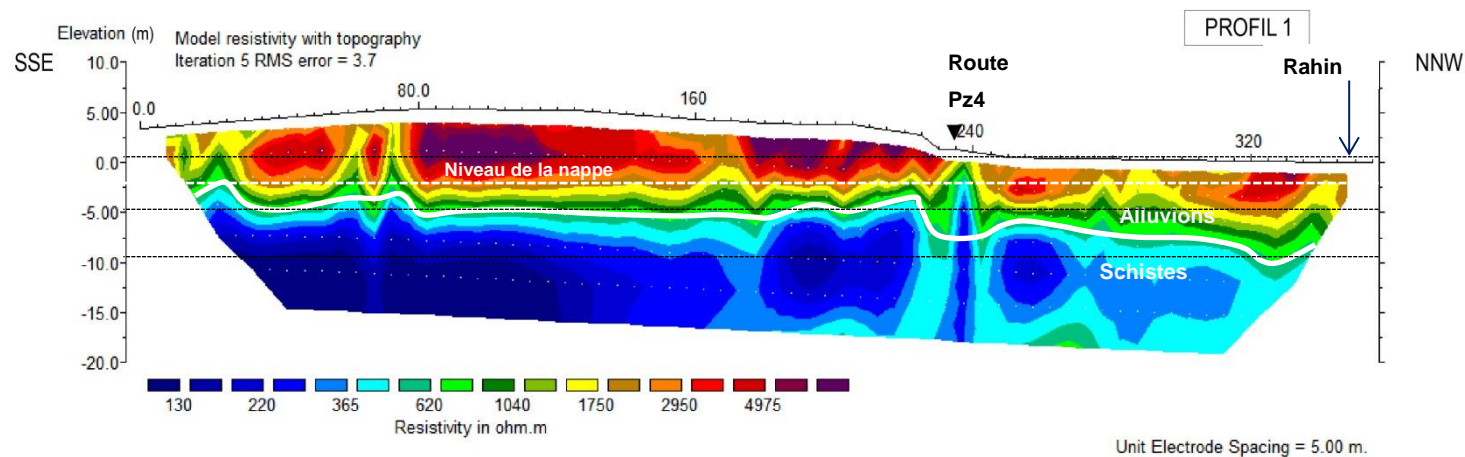 PROFIL 1
Elevation (m)
Model resistivity with topography
Iteration 5 RMS error = 3.7
SSE
NNW
Route
Pz4
Rahin
10.0
5.00
0.0
-5.00
-10.0
-15.0
-20.0
0.0
80.0
160
240
320
Niveau de la nappe
Alluvions
Schistes
130 220 365 620 1040 1750 2950 4975
Resistivity in ohm.m
Unit Electrode Spacing = 5.00 m.